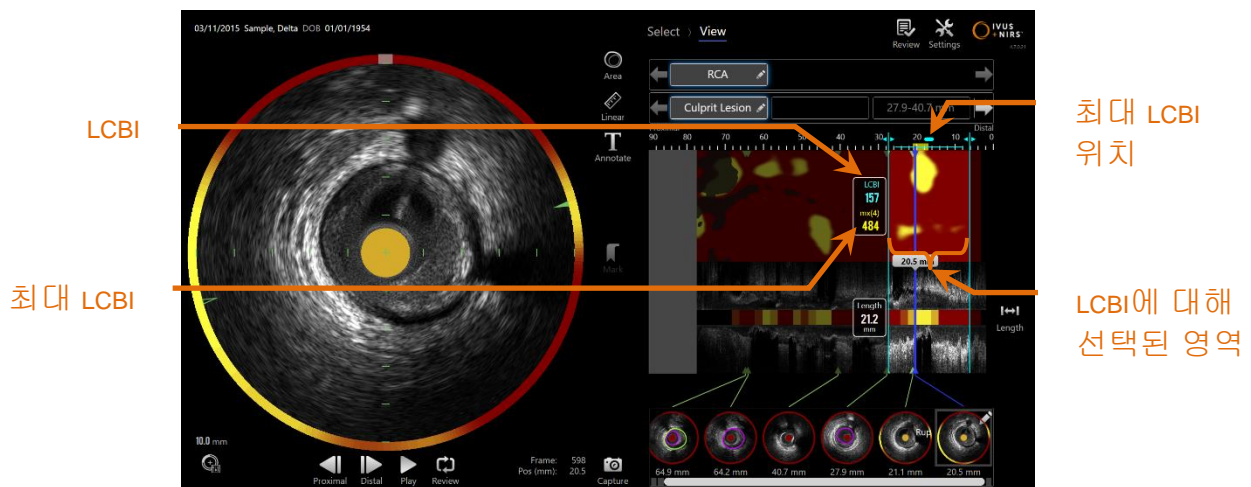 03/11/2015 Sample, Delta DOB 01/01/1954
Select › View
Review
Settings
IVUS
+NIRS
Area
RCA
Linear
Culprit Lesion
27.9-40.7 mm
최대 LCBI
위치
LCBI
Annotate
Proximal
Distal
90 80 70 60 50 40 30 20 10 0
LCBI
157
mx(4)
484
20.5 mm
Mark
최대 LCBI
LCBI에 대해
선택된 영역
Length
21.2
mm
Length
10.0 mm
Proximal
Distal
Play
Review
Frame: 598
Pos (mm): 20.5
Capture
Rup
64.9 mm
64.2 mm
40.7 mm
27.9 mm
21.1 mm
20.5 mm